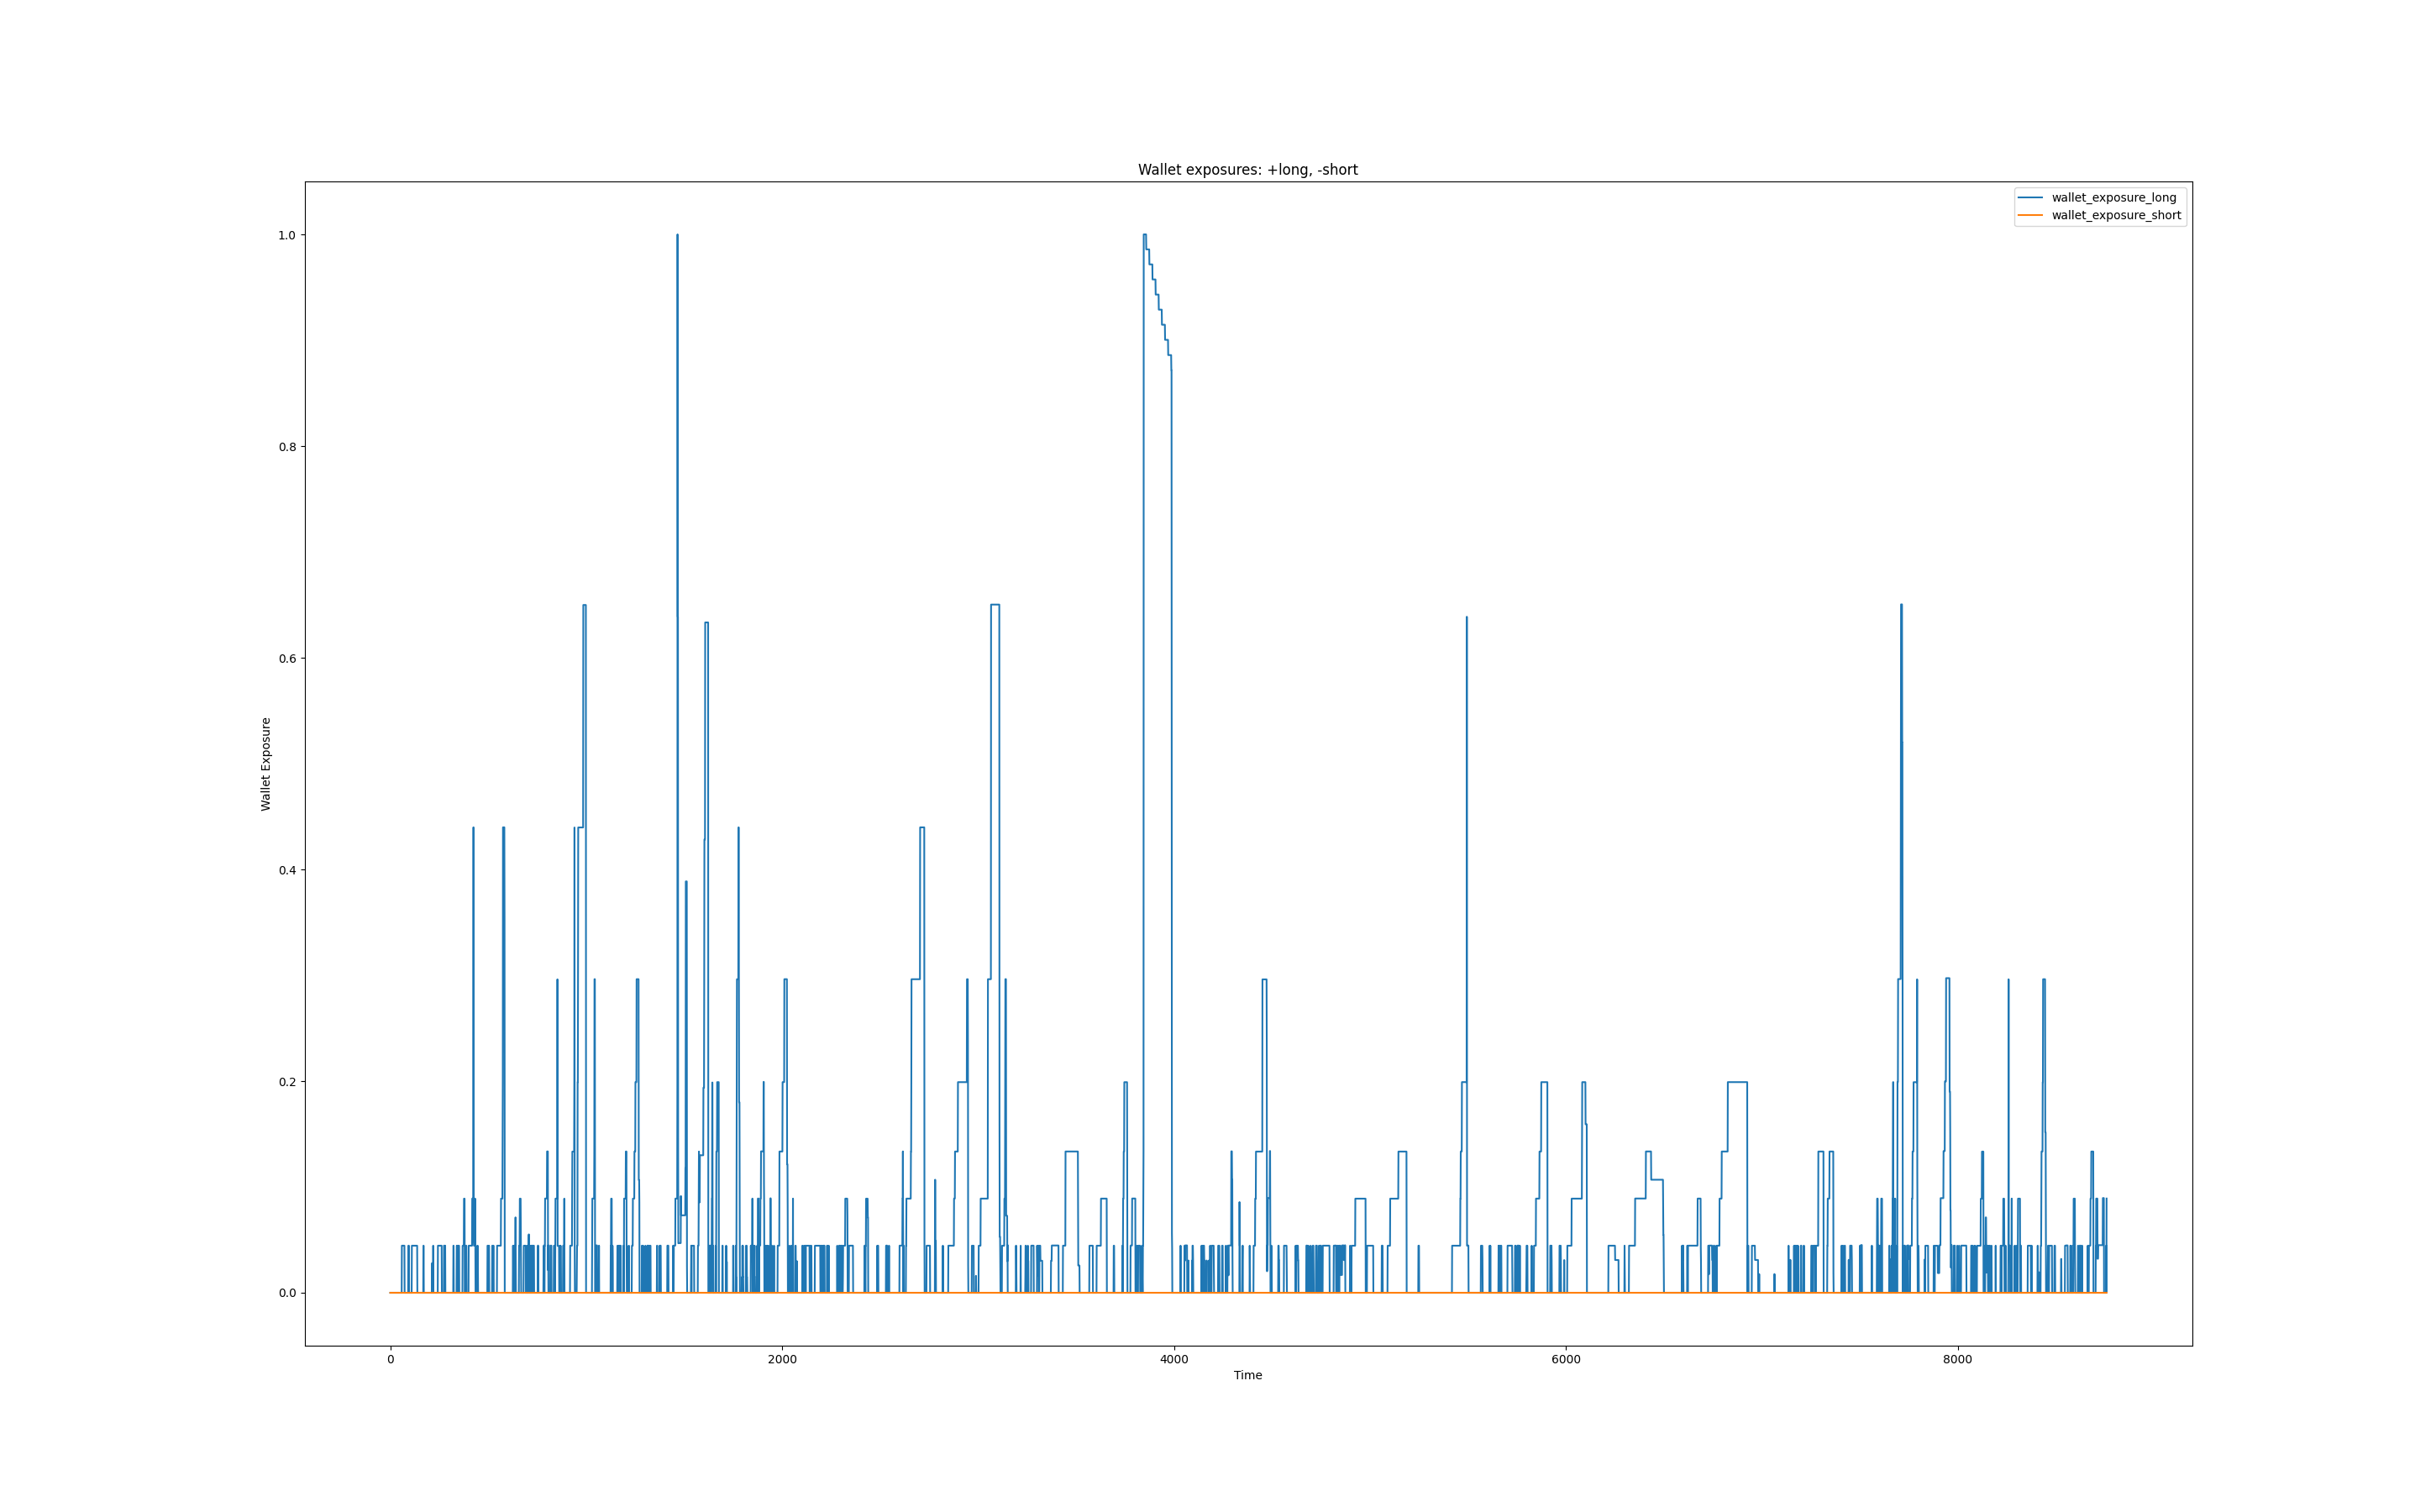 Wallet exposures: +long, -short
wallet_exposure_long
wallet_exposure_short
1.0
0.8
0.6
0.4
0.2
0.0
Wallet Exposure
0 2000 4000 6000 8000
Time